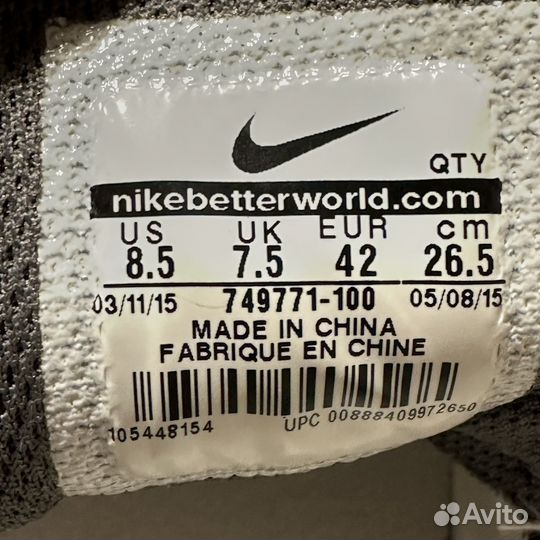 QTY
nikebetterworld.com
US UK EUR cm
8.5 7.5 42 26.5
03/11/15 749771-100 05/08/15
MADE IN CHINA
FABRIQUE EN CHINE
105448154 UPC 00888409972650
Avito